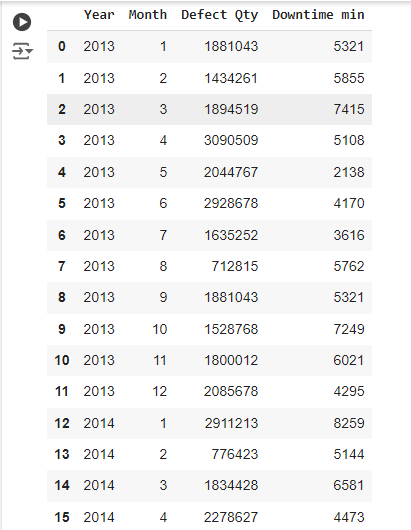 Year Month Defect Qty Downtime min
0 2013 1 1881043 5321
1 2013 2 1434261 5855
2 2013 3 1894519 7415
3 2013 4 3090509 5108
4 2013 5 2044767 2138
5 2013 6 2928678 4170
6 2013 7 1635252 3616
7 2013 8 712815 5762
8 2013 9 1881043 5321
9 2013 10 1528768 7249
10 2013 11 1800012 6021
11 2013 12 2085678 4295
12 2014 1 2911213 8259
13 2014 2 776423 5144
14 2014 3 1834428 6581
15 2014 4 2278627 4473